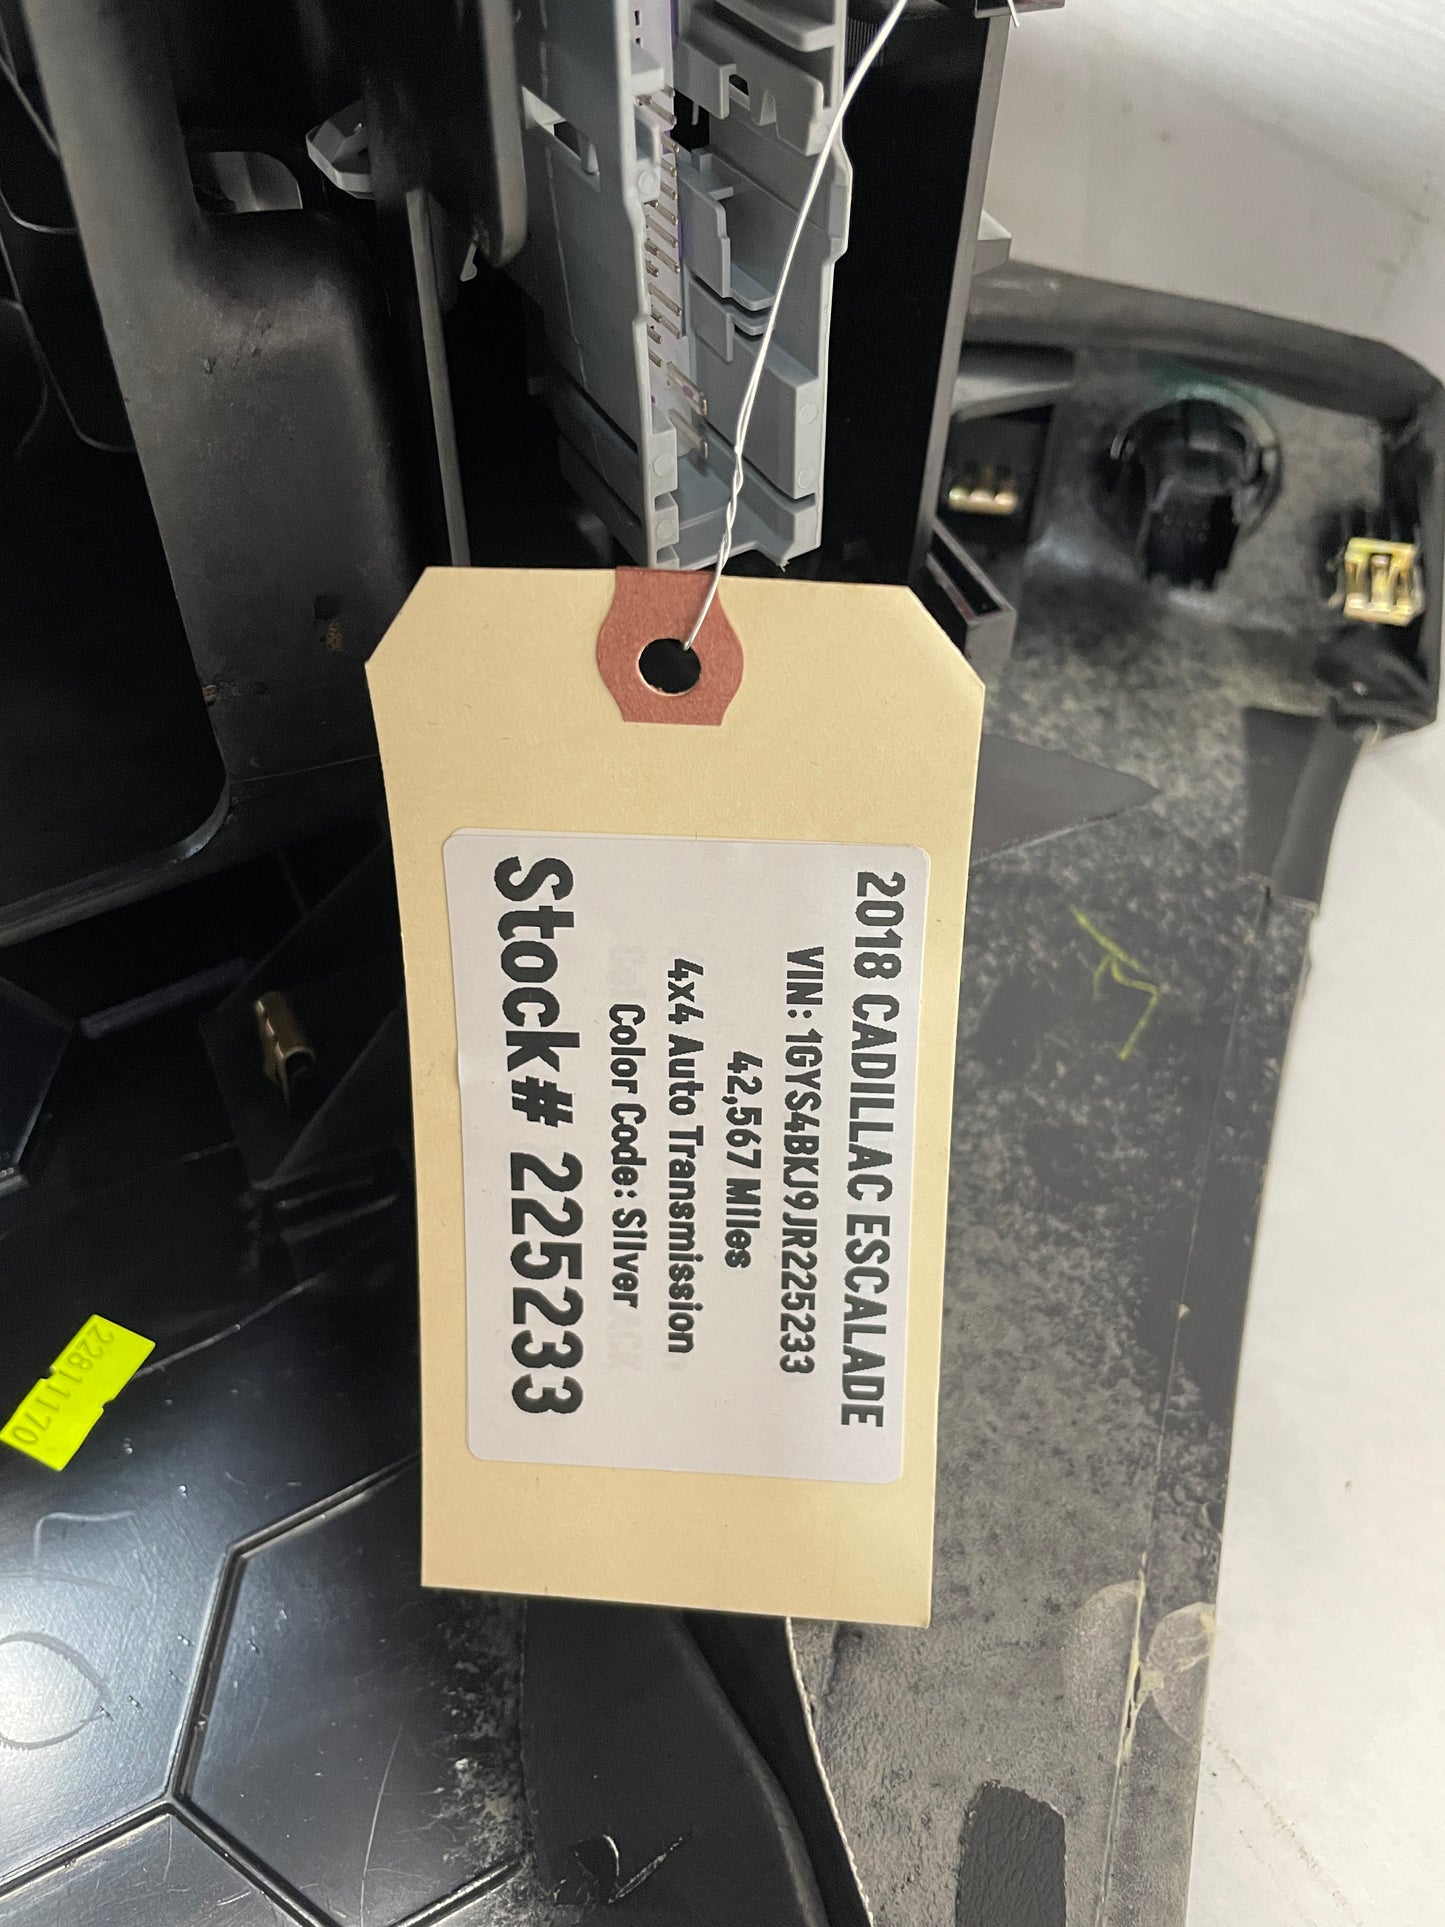 2018 CADILLAC ESCALADE
VIN: 1GYS4BKJ9JR225233
42,567 Miles
4x4 Auto Transmission
Color Code: Silver
Stock# 225233
22811170